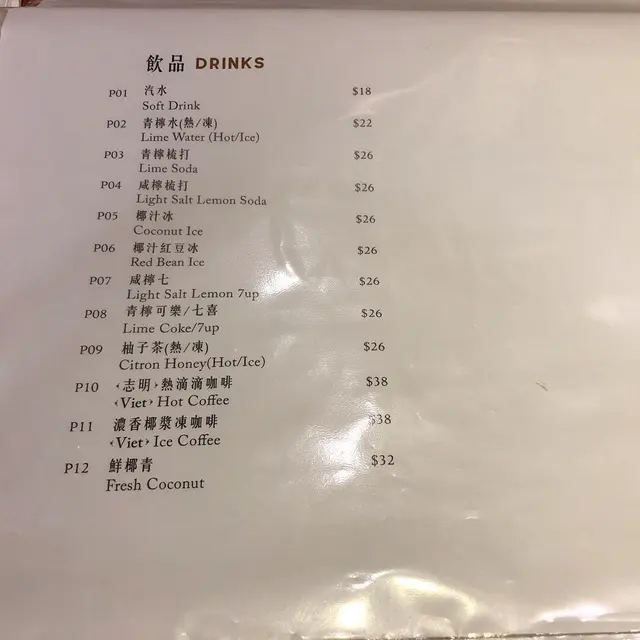 飲品 DRINKS
P01 汽水 $18
Soft Drink
P02 青檸水(熱/凍) $22
Lime Water (Hot/Ice)
P03 青檸梳打 $26
Lime Soda
P04 咸檸梳打 $26
Light Salt Lemon Soda
P05 椰汁冰 $26
Coconut Ice
P06 椰汁紅豆冰 $26
Red Bean Ice
P07 咸檸七 $26
Light Salt Lemon 7up
P08 青檸可樂/七喜 $26
Lime Coke/7up
P09 柚子茶(熱/凍) $26
Citron Honey(Hot/Ice)
P10 <志明>熱滴滴咖啡 $38
<Viet> Hot Coffee
P11 濃香椰漿凍咖啡 $38
<Viet> Ice Coffee
P12 鮮椰青 $32
Fresh Coconut